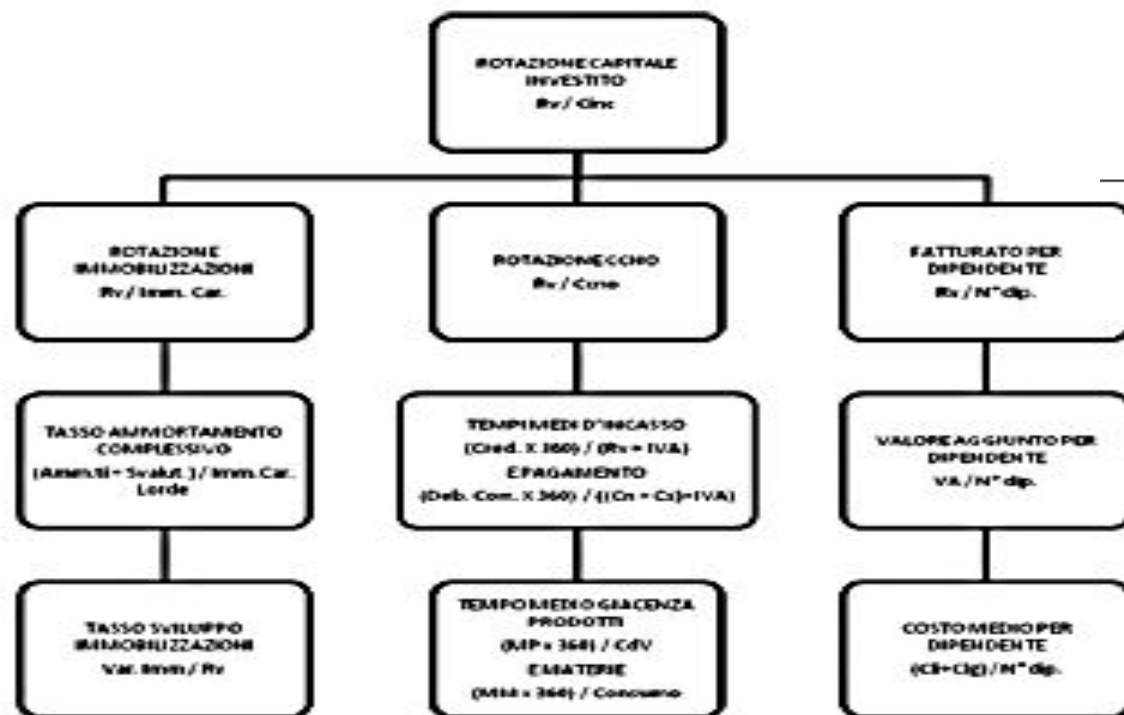 ROTAZIONE CAPITALE
INVESTITO
Rv / Cinc
ROTAZIONE
IMMOBILIZZAZIONI
Rv / Imm. Car.
ROTAZIONE CCNO
Rv / Ccno
FATTURATO PER
DIPENDENTE
Rv / N° dip.
TASSO AMMORTAMENTO
COMPLESSIVO
(Amm.ti + Svalut.) / Imm. Car.
Lorde
TEMPI MEDI D'INCASSO
(Cred. X 360) / (Rv + IVA)
E PAGAMENTO
(Deb. Com. X 360) / ((Cn + Cs)+IVA)
VALORE AGGIUNTO PER
DIPENDENTE
VA / N° dip.
TASSO SVILUPPO
IMMOBILIZZAZIONI
Var. Imm / Rv
TEMPO MEDIO GIACENZA
PRODOTTI
(MP x 360) / CdV
E MATERIE
(MM x 360) / Consumo
COSTO MEDIO PER
DIPENDENTE
/ N° dip.